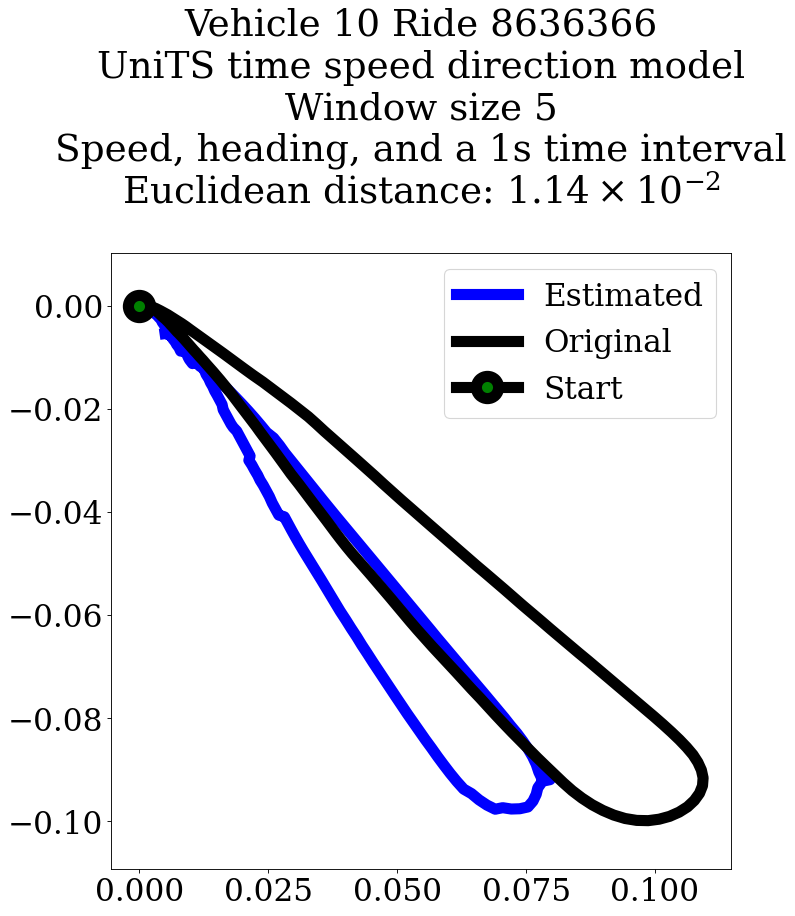 Vehicle 10 Ride 8636366
UniTS time speed direction model
Window size 5
Speed, heading, and a 1s time interval
Euclidean distance: 1.14 × 10⁻²
Estimated
Original
Start
0.00
−0.02
−0.04
−0.06
−0.08
−0.10
0.000 0.025 0.050 0.075 0.100